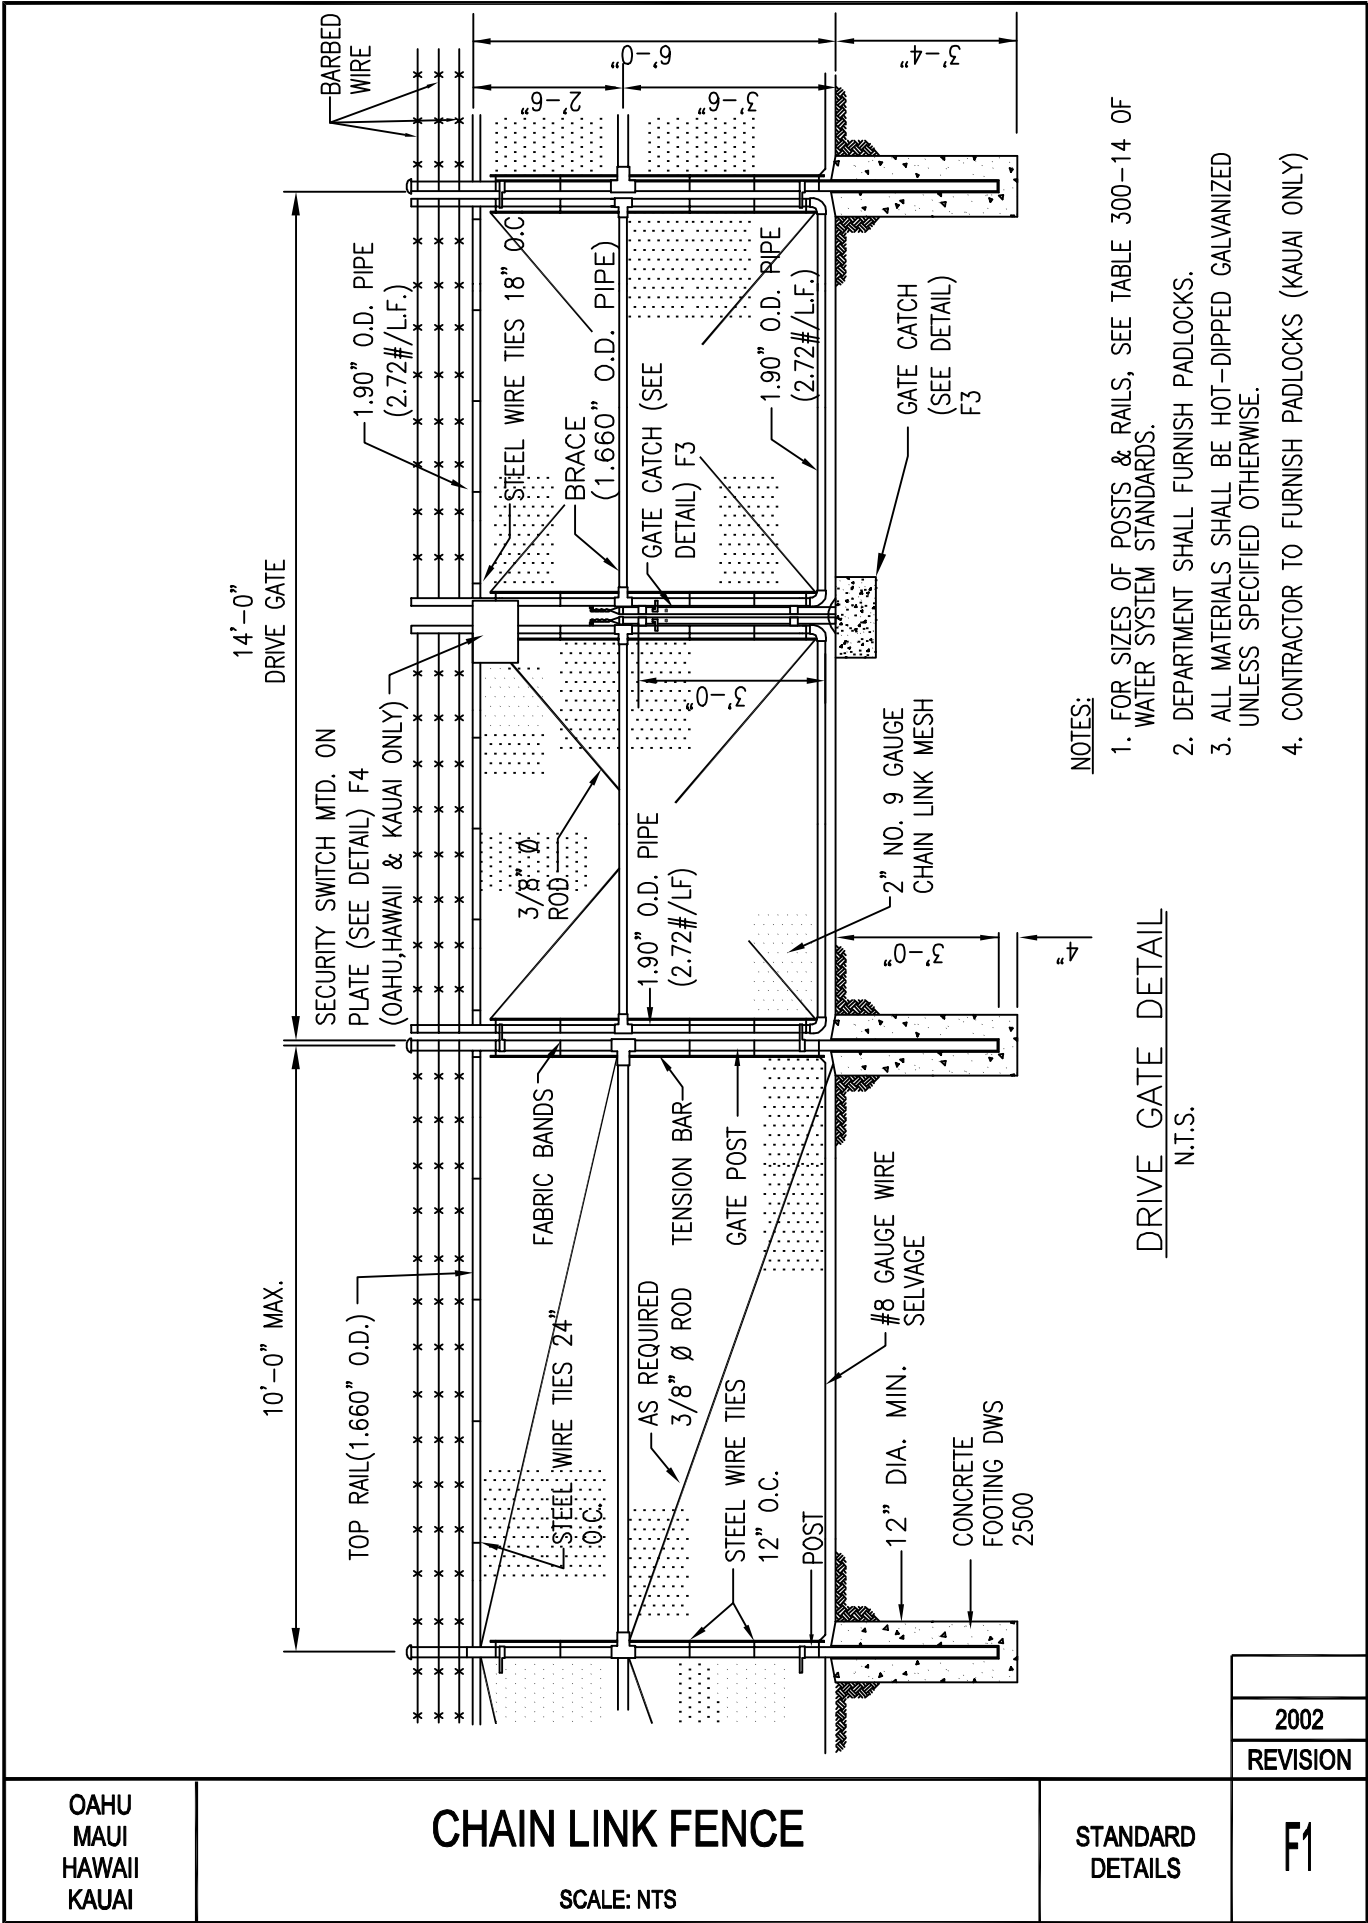 14'-0"
DRIVE GATE
10'-0" MAX.
SECURITY SWITCH MTD. ON
PLATE (SEE DETAIL) F4
(OAHU,HAWAII & KAUAI ONLY)
BARBED
WIRE
1.90" O.D. PIPE
(2.72#/L.F.)
TOP RAIL(1.660" O.D.)
STEEL WIRE TIES 18" O.C
BRACE
(1.660" O.D. PIPE)
GATE CATCH (SEE
DETAIL) F3
1.90" O.D. PIPE
(2.72#/L.F.)
2'-6"
3'-6"
6'-0"
3'-4"
3/8" Ø
ROD
1.90" O.D. PIPE
(2.72#/LF)
3'-0"
FABRIC BANDS
TENSION BAR
GATE POST
STEEL WIRE TIES 24"
O.C.
AS REQUIRED
3/8" Ø ROD
STEEL WIRE TIES
12" O.C.
POST
GATE CATCH
(SEE DETAIL)
F3
2" NO. 9 GAUGE
CHAIN LINK MESH
3'-0"
4"
#8 GAUGE WIRE
SELVAGE
12" DIA. MIN.
CONCRETE
FOOTING DWS
2500
NOTES:
1. FOR SIZES OF POSTS & RAILS, SEE TABLE 300-14 OF
WATER SYSTEM STANDARDS.
2. DEPARTMENT SHALL FURNISH PADLOCKS.
3. ALL MATERIALS SHALL BE HOT-DIPPED GALVANIZED
UNLESS SPECIFIED OTHERWISE.
4. CONTRACTOR TO FURNISH PADLOCKS (KAUAI ONLY)
DRIVE GATE DETAIL
N.T.S.
2002
REVISION
OAHU
MAUI
HAWAII
KAUAI
CHAIN LINK FENCE
SCALE: NTS
STANDARD
DETAILS
F1